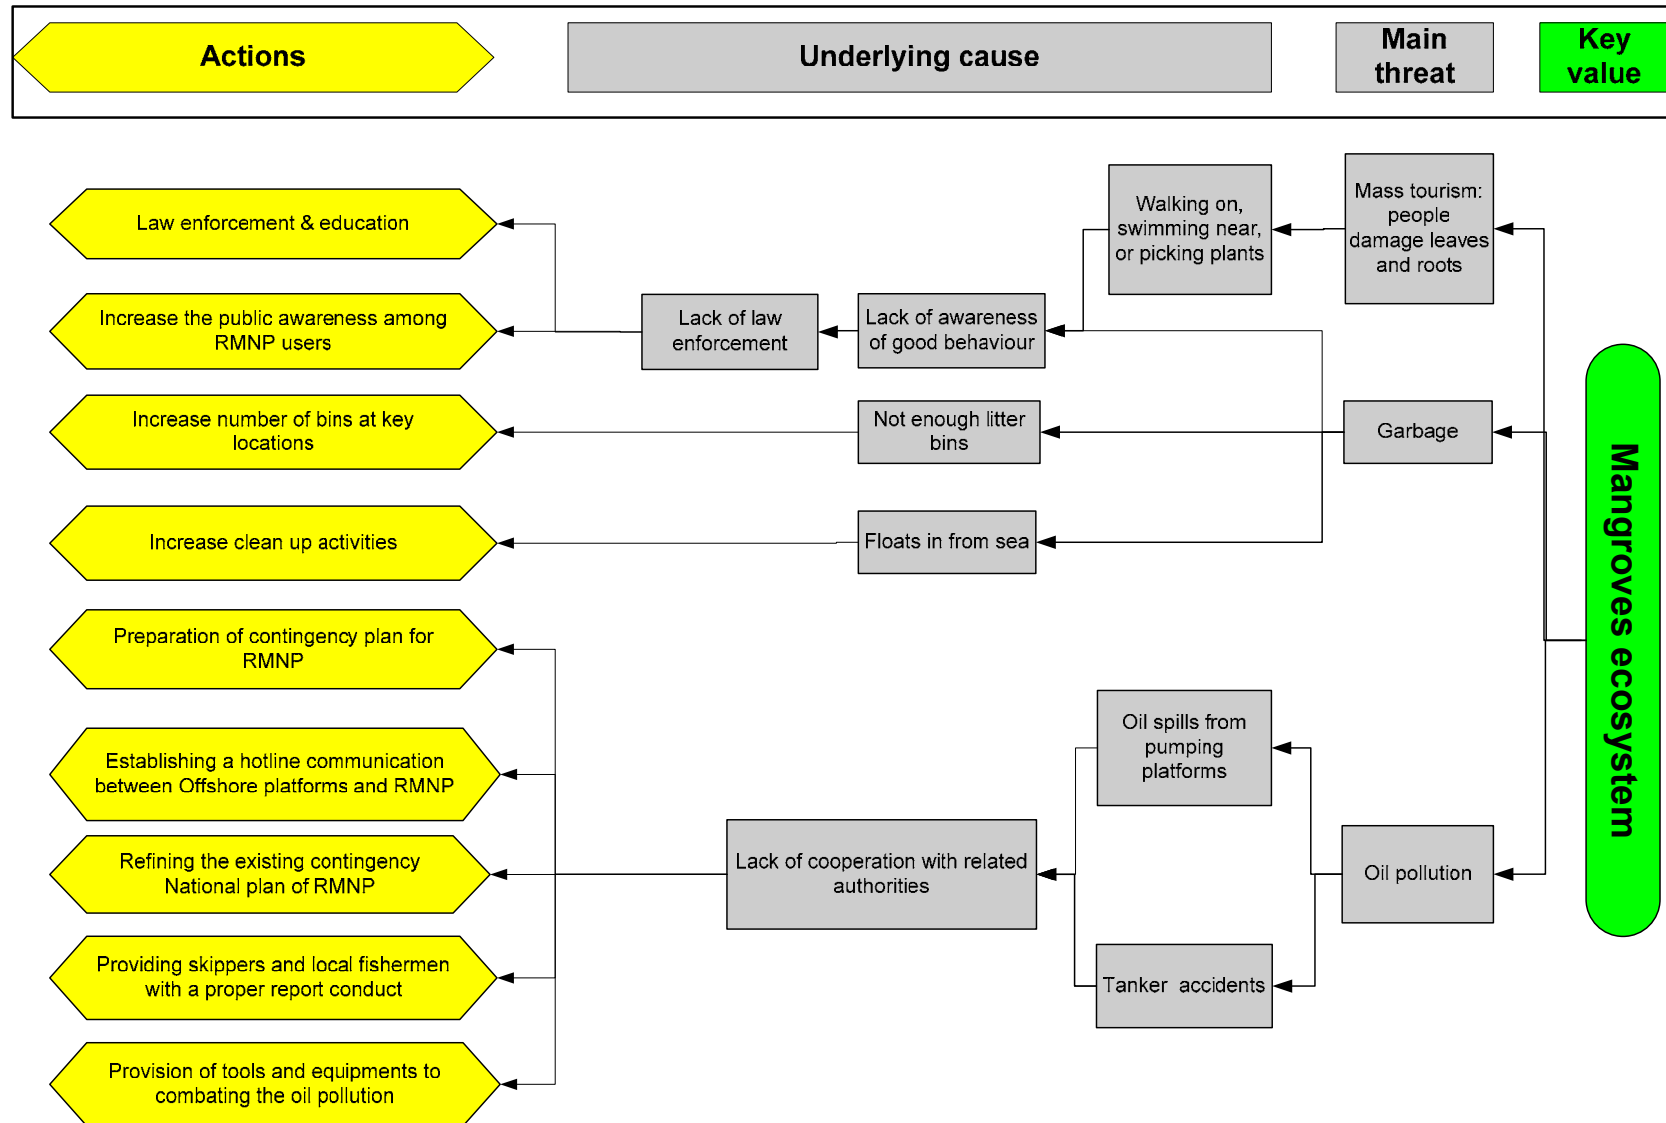 Actions
Underlying cause
Main
threat
Key
value
Law enforcement & education
Increase the public awareness among
RMNP users
Increase number of bins at key
locations
Increase clean up activities
Preparation of contingency plan for
RMNP
Establishing a hotline communication
between Offshore platforms and RMNP
Refining the existing contingency
National plan of RMNP
Providing skippers and local fishermen
with a proper report conduct
Provision of tools and equipments to
combating the oil pollution
Lack of law
enforcement
Lack of awareness
of good behaviour
Not enough litter
bins
Floats in from sea
Lack of cooperation with related
authorities
Walking on,
swimming near,
or picking plants
Oil spills from
pumping
platforms
Tanker accidents
Mass tourism:
people
damage leaves
and roots
Garbage
Oil pollution
Mangroves ecosystem